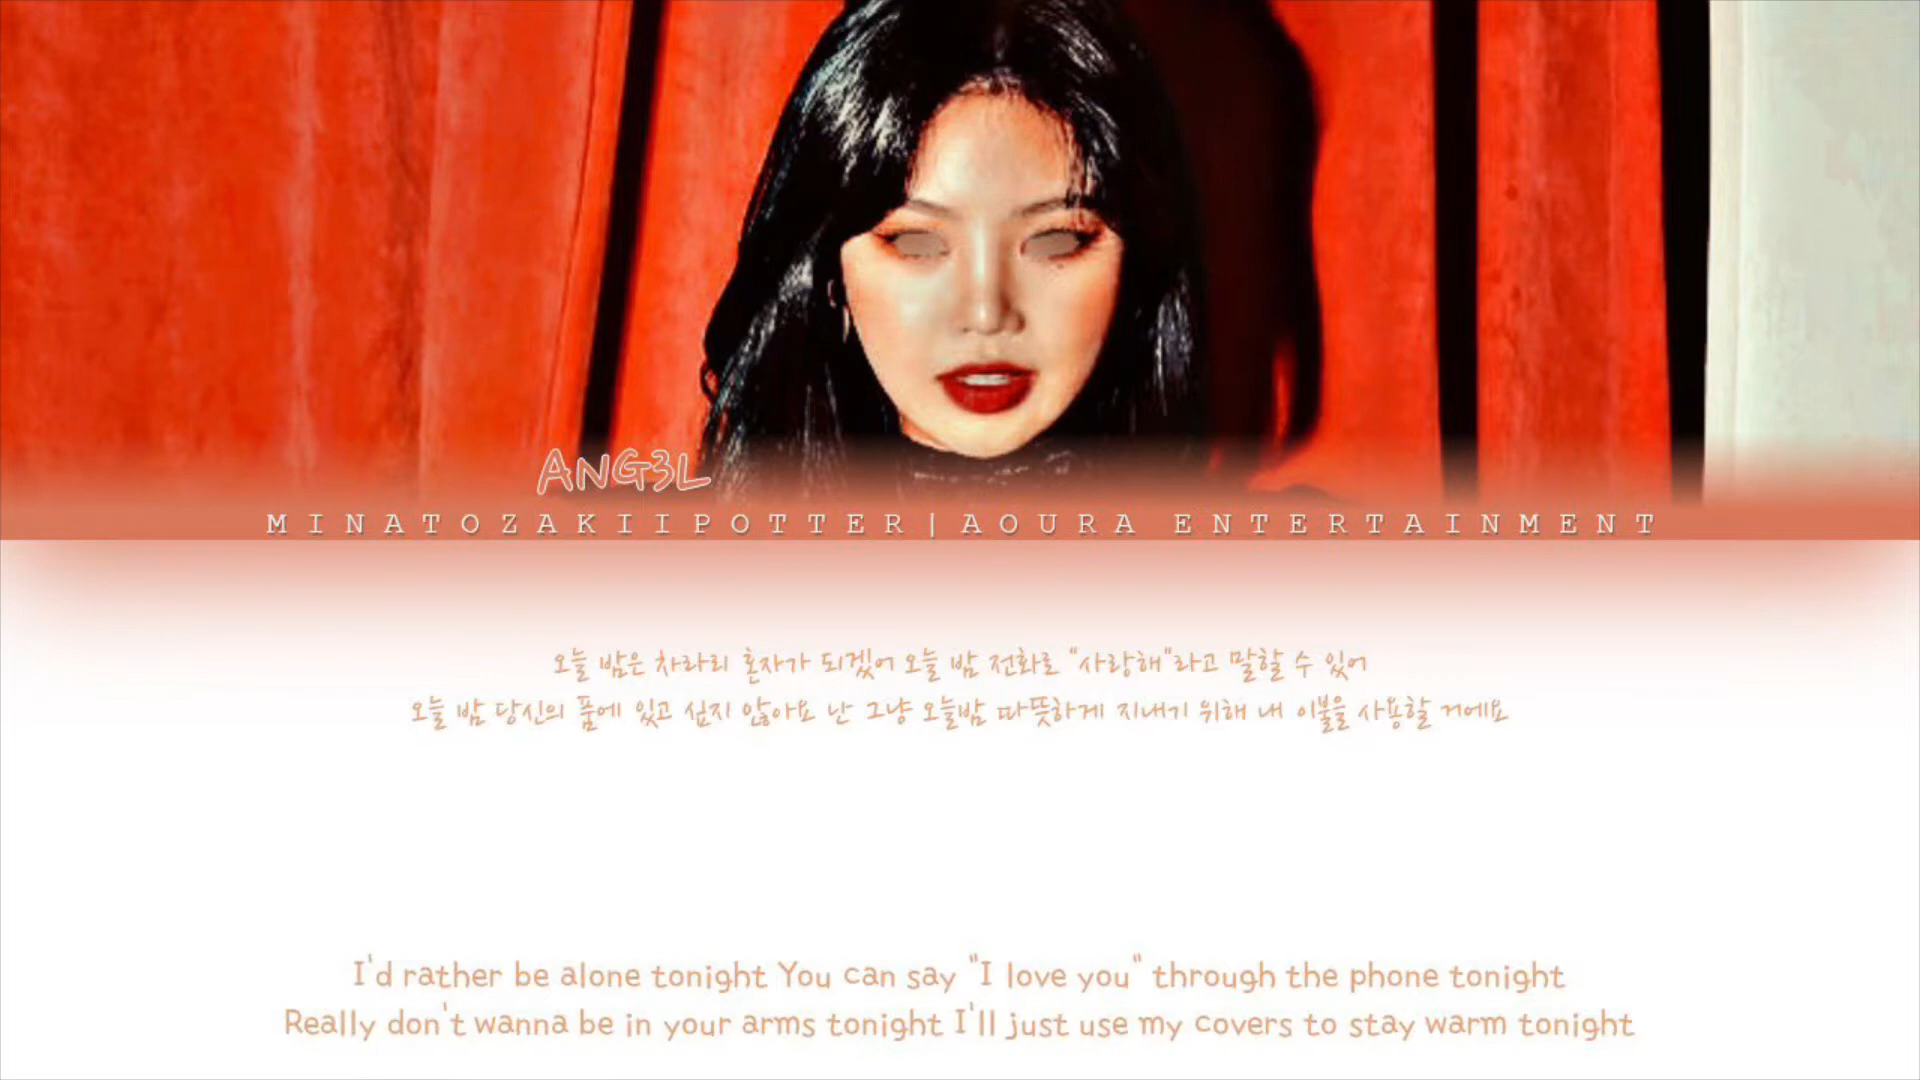 ANG3L
MINATOZAKIIPOTTER|AOURA ENTERTAINMENT
오늘 밤은 차라리 혼자가 되겠어 오늘 밤 전화로 "사랑해"라고 말할 수 있어
오늘 밤 당신의 품에 있고 싶지 않아요 난 그냥 오늘밤 따뜻하게 지내기 위해 내 이불을 사용할 거에요
I'd rather be alone tonight You can say "I love you" through the phone tonight
Really don't wanna be in your arms tonight I'll just use my covers to stay warm tonight